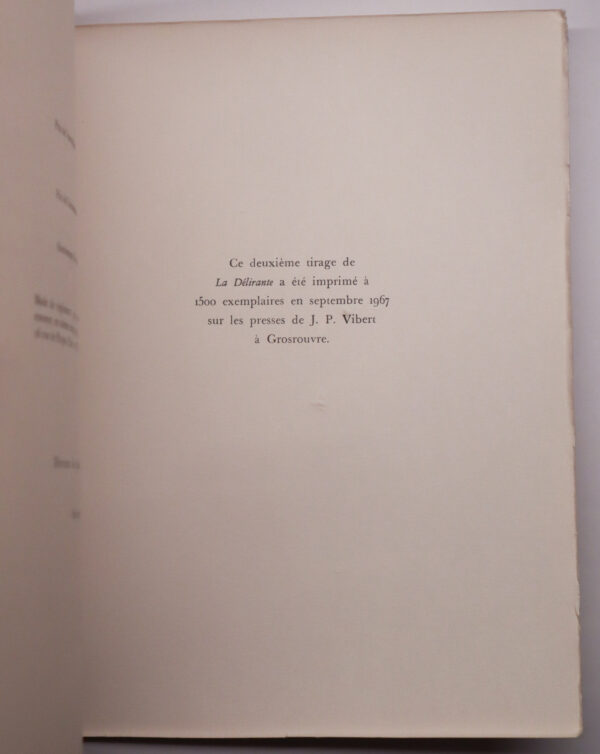 Ce deuxième tirage de
La Délirante a été imprimé à
1500 exemplaires en septembre 1967
sur les presses de J. P. Vibert
à Grosrouvre.